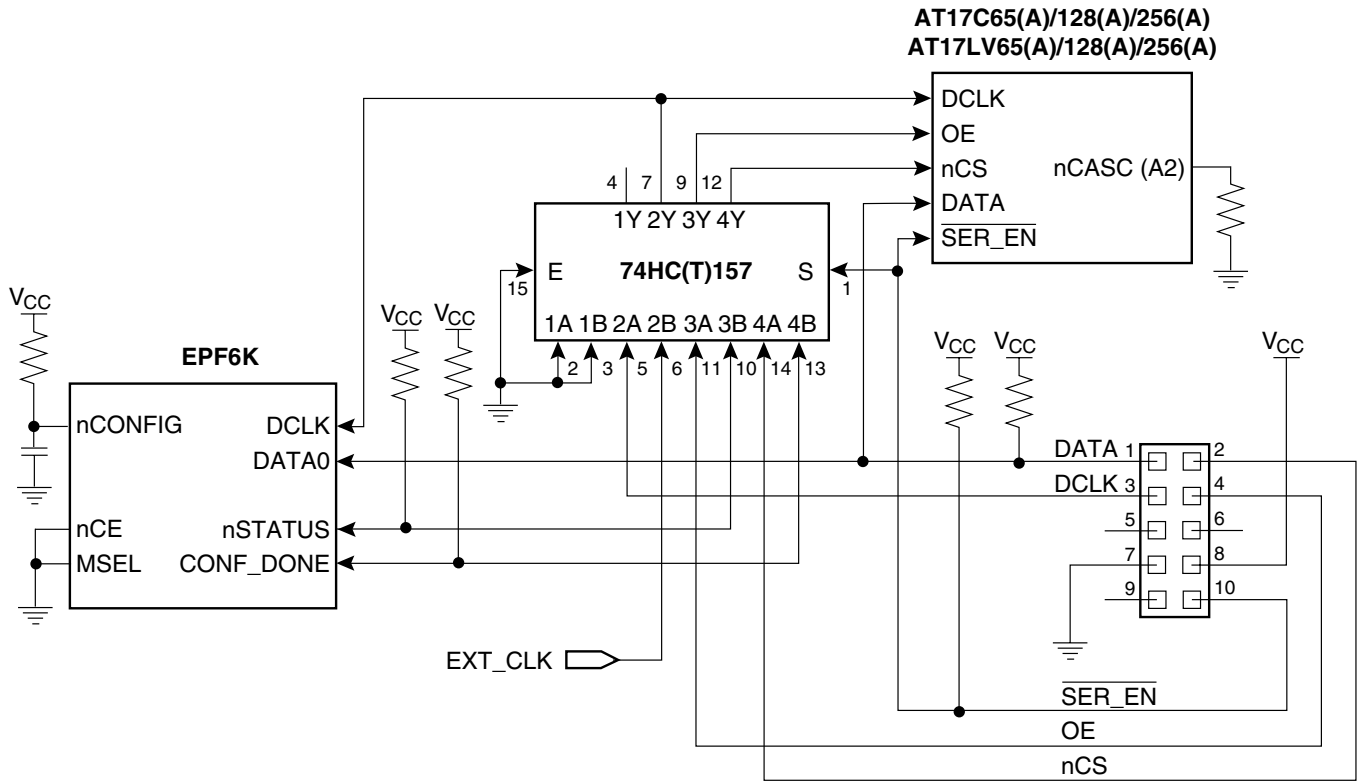 AT17C65(A)/128(A)/256(A)
AT17LV65(A)/128(A)/256(A)
DCLK
OE
nCS
nCASC (A2)
DATA
SER_EN
4 7 9 12
1Y 2Y 3Y 4Y
E 74HC(T)157 S
15 1
1A 1B 2A 2B 3A 3B 4A 4B
2 3 5 6 11 10 14 13
VCC
VCC
VCC
EPF6K
nCONFIG
DCLK
DATA0
nCE
nSTATUS
MSEL
CONF_DONE
VCC
VCC
VCC
DATA 1 2
DCLK 3 4
5 6
7 8
9 10
EXT_CLK
SER_EN
OE
nCS